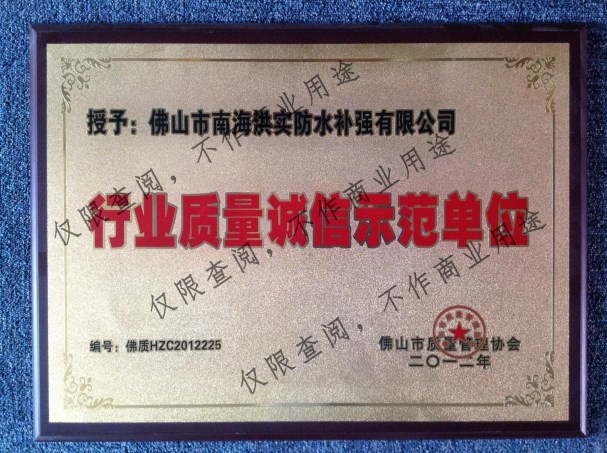 授予：佛山市南海洪实防水补强有限公司
行业质量诚信示范单位
编号：佛质HZC2012225
佛山市质量管理协会
二〇一二年
仅限查阅，不作商业用途
仅限查阅，不作商业用途
仅限查阅，不作商业用途